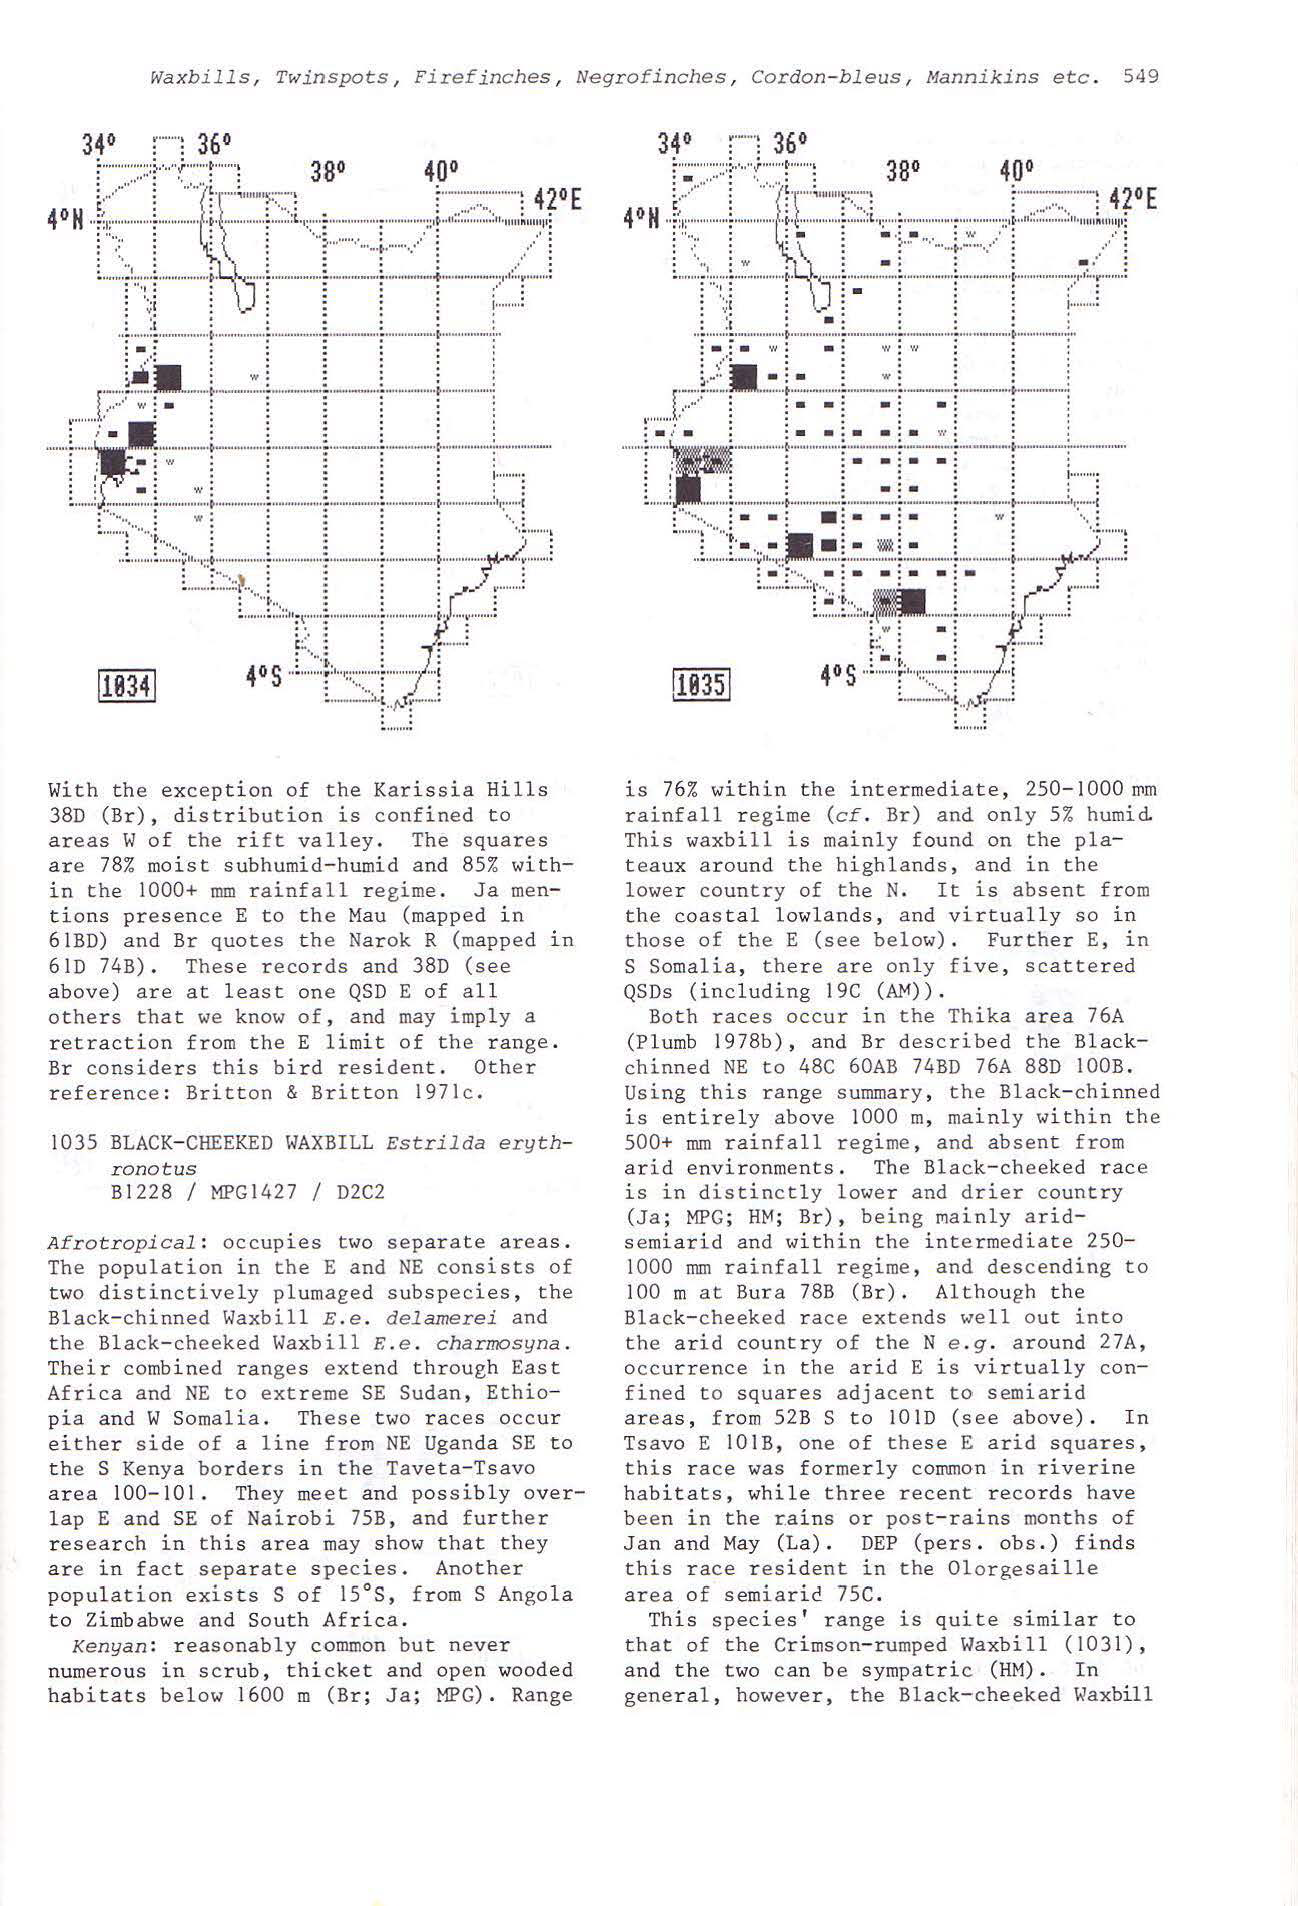 Waxbills, Twinspots, Firefinches, Negrofinches, Cordon-bleus, Mannikins etc. 549
34° 36°
38° 40°
42°E
4°N
4°S
1034
34° 36°
38° 40°
42°E
4°N
4°S
1035
With the exception of the Karissia Hills
38D (Br), distribution is confined to
areas W of the rift valley. The squares
are 78% moist subhumid-humid and 85% with-
in the 1000+ mm rainfall regime. Ja men-
tions presence E to the Mau (mapped in
61BD) and Br quotes the Narok R (mapped in
61D 74B). These records and 38D (see
above) are at least one QSD E of all
others that we know of, and may imply a
retraction from the E limit of the range.
Br considers this bird resident. Other
reference: Britton & Britton 1971c.
1035 BLACK-CHEEKED WAXBILL Estrilda eryth-
ronotus
B1228 / MPG1427 / D2C2
Afrotropical: occupies two separate areas.
The population in the E and NE consists of
two distinctively plumaged subspecies, the
Black-chinned Waxbill E.e. delamerei and
the Black-cheeked Waxbill E.e. charmosyna.
Their combined ranges extend through East
Africa and NE to extreme SE Sudan, Ethio-
pia and W Somalia. These two races occur
either side of a line from NE Uganda SE to
the S Kenya borders in the Taveta-Tsavo
area 100-101. They meet and possibly over-
lap E and SE of Nairobi 75B, and further
research in this area may show that they
are in fact separate species. Another
population exists S of 15°S, from S Angola
to Zimbabwe and South Africa.
Kenyan: reasonably common but never
numerous in scrub, thicket and open wooded
habitats below 1600 m (Br; Ja; MPG). Range
is 76% within the intermediate, 250-1000 mm
rainfall regime (cf. Br) and only 5% humid.
This waxbill is mainly found on the pla-
teaux around the highlands, and in the
lower country of the N. It is absent from
the coastal lowlands, and virtually so in
those of the E (see below). Further E, in
S Somalia, there are only five, scattered
QSDs (including 19C (AM)).
Both races occur in the Thika area 76A
(Plumb 1978b), and Br described the Black-
chinned NE to 48C 60AB 74BD 76A 88D 100B.
Using this range summary, the Black-chinned
is entirely above 1000 m, mainly within the
500+ mm rainfall regime, and absent from
arid environments. The Black-cheeked race
is in distinctly lower and drier country
(Ja; MPG; HM; Br), being mainly arid-
semiarid and within the intermediate 250-
1000 mm rainfall regime, and descending to
100 m at Bura 78B (Br). Although the
Black-cheeked race extends well out into
the arid country of the N e.g. around 27A,
occurrence in the arid E is virtually con-
fined to squares adjacent to semiarid
areas, from 52B S to 101D (see above). In
Tsavo E 101B, one of these E arid squares,
this race was formerly common in riverine
habitats, while three recent records have
been in the rains or post-rains months of
Jan and May (La). DEP (pers. obs.) finds
this race resident in the Olorgesaille
area of semiarid 75C.
This species' range is quite similar to
that of the Crimson-rumped Waxbill (1031),
and the two can be sympatric (HM). In
general, however, the Black-cheeked Waxbill